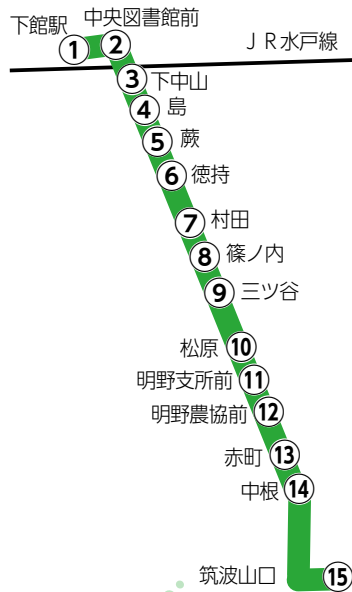 下館駅
中央図書館前
JR水戸線
1
2
3 下中山
4 島
5 蕨
6 徳持
7 村田
8 篠ノ内
9 三ツ谷
松原 10
明野支所前 11
明野農協前 12
赤町 13
中根 14
筑波山口 15